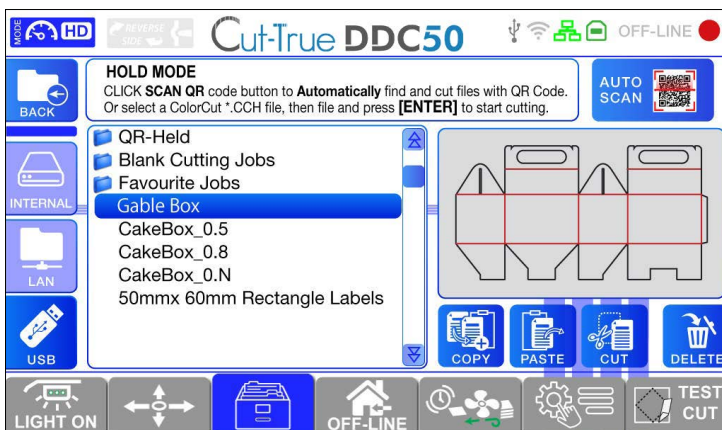 MODE
HD
REVERSE
SIDE
Cut-True DDC50
OFF-LINE
BACK
HOLD MODE
CLICK SCAN QR code button to Automatically find and cut files with QR Code.
Or select a ColorCut *.CCH file, then file and press [ENTER] to start cutting.
AUTO
SCAN
QR-Held
Blank Cutting Jobs
Favourite Jobs
Gable Box
CakeBox_0.5
CakeBox_0.8
CakeBox_0.N
50mmx 60mm Rectangle Labels
INTERNAL
LAN
USB
COPY
PASTE
CUT
DELETE
LIGHT ON
OFF-LINE
TEST
CUT